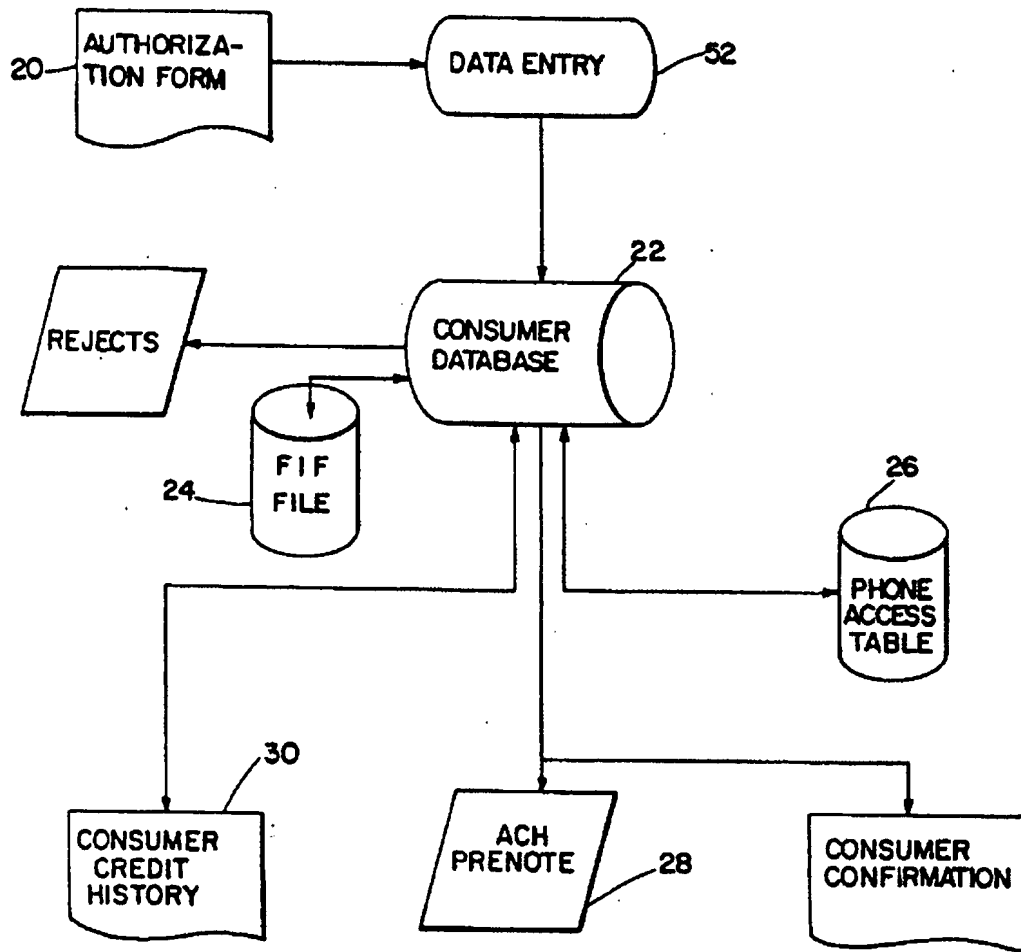 AUTHORIZA-
TION FORM
20
DATA ENTRY
52
22
CONSUMER
DATABASE
REJECTS
FIF
FILE
24
26
PHONE
ACCESS
TABLE
30
CONSUMER
CREDIT
HISTORY
ACH
PRENOTE
28
CONSUMER
CONFIRMATION